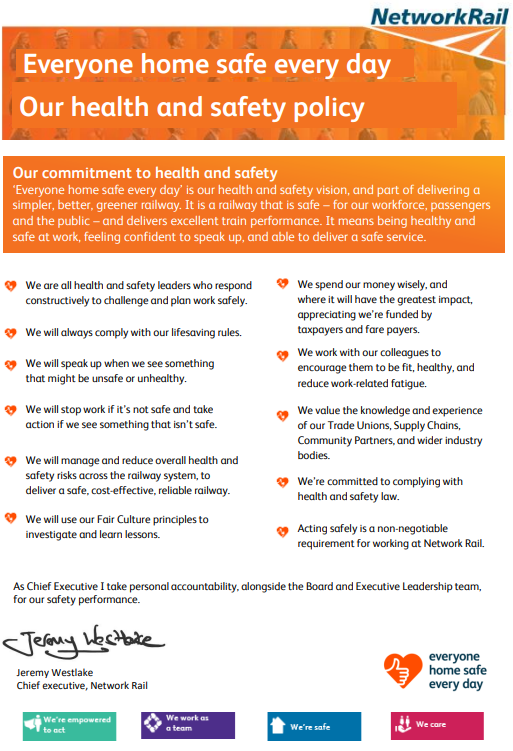 NetworkRail
Everyone home safe every day
Our health and safety policy
Our commitment to health and safety
‘Everyone home safe every day’ is our health and safety vision, and part of delivering a
simpler, better, greener railway. It is a railway that is safe – for our workforce, passengers
and the public – and delivers excellent train performance. It means being healthy and
safe at work, feeling confident to speak up, and able to deliver a safe service.
We are all health and safety leaders who respond
constructively to challenge and plan work safely.
We will always comply with our lifesaving rules.
We will speak up when we see something
that might be unsafe or unhealthy.
We will stop work if it’s not safe and take
action if we see something that isn’t safe.
We will manage and reduce overall health and
safety risks across the railway system, to
deliver a safe, cost-effective, reliable railway.
We will use our Fair Culture principles to
investigate and learn lessons.
We spend our money wisely, and
where it will have the greatest impact,
appreciating we’re funded by
taxpayers and fare payers.
We work with our colleagues to
encourage them to be fit, healthy, and
reduce work-related fatigue.
We value the knowledge and experience
of our Trade Unions, Supply Chains,
Community Partners, and wider industry
bodies.
We’re committed to complying with
health and safety law.
Acting safely is a non-negotiable
requirement for working at Network Rail.
As Chief Executive I take personal accountability, alongside the Board and Executive Leadership team,
for our safety performance.
Jeremy Westlake
Jeremy Westlake
Chief executive, Network Rail
everyone
home safe
every day
We’re empowered
to act
We work as
a team
We’re safe
We care